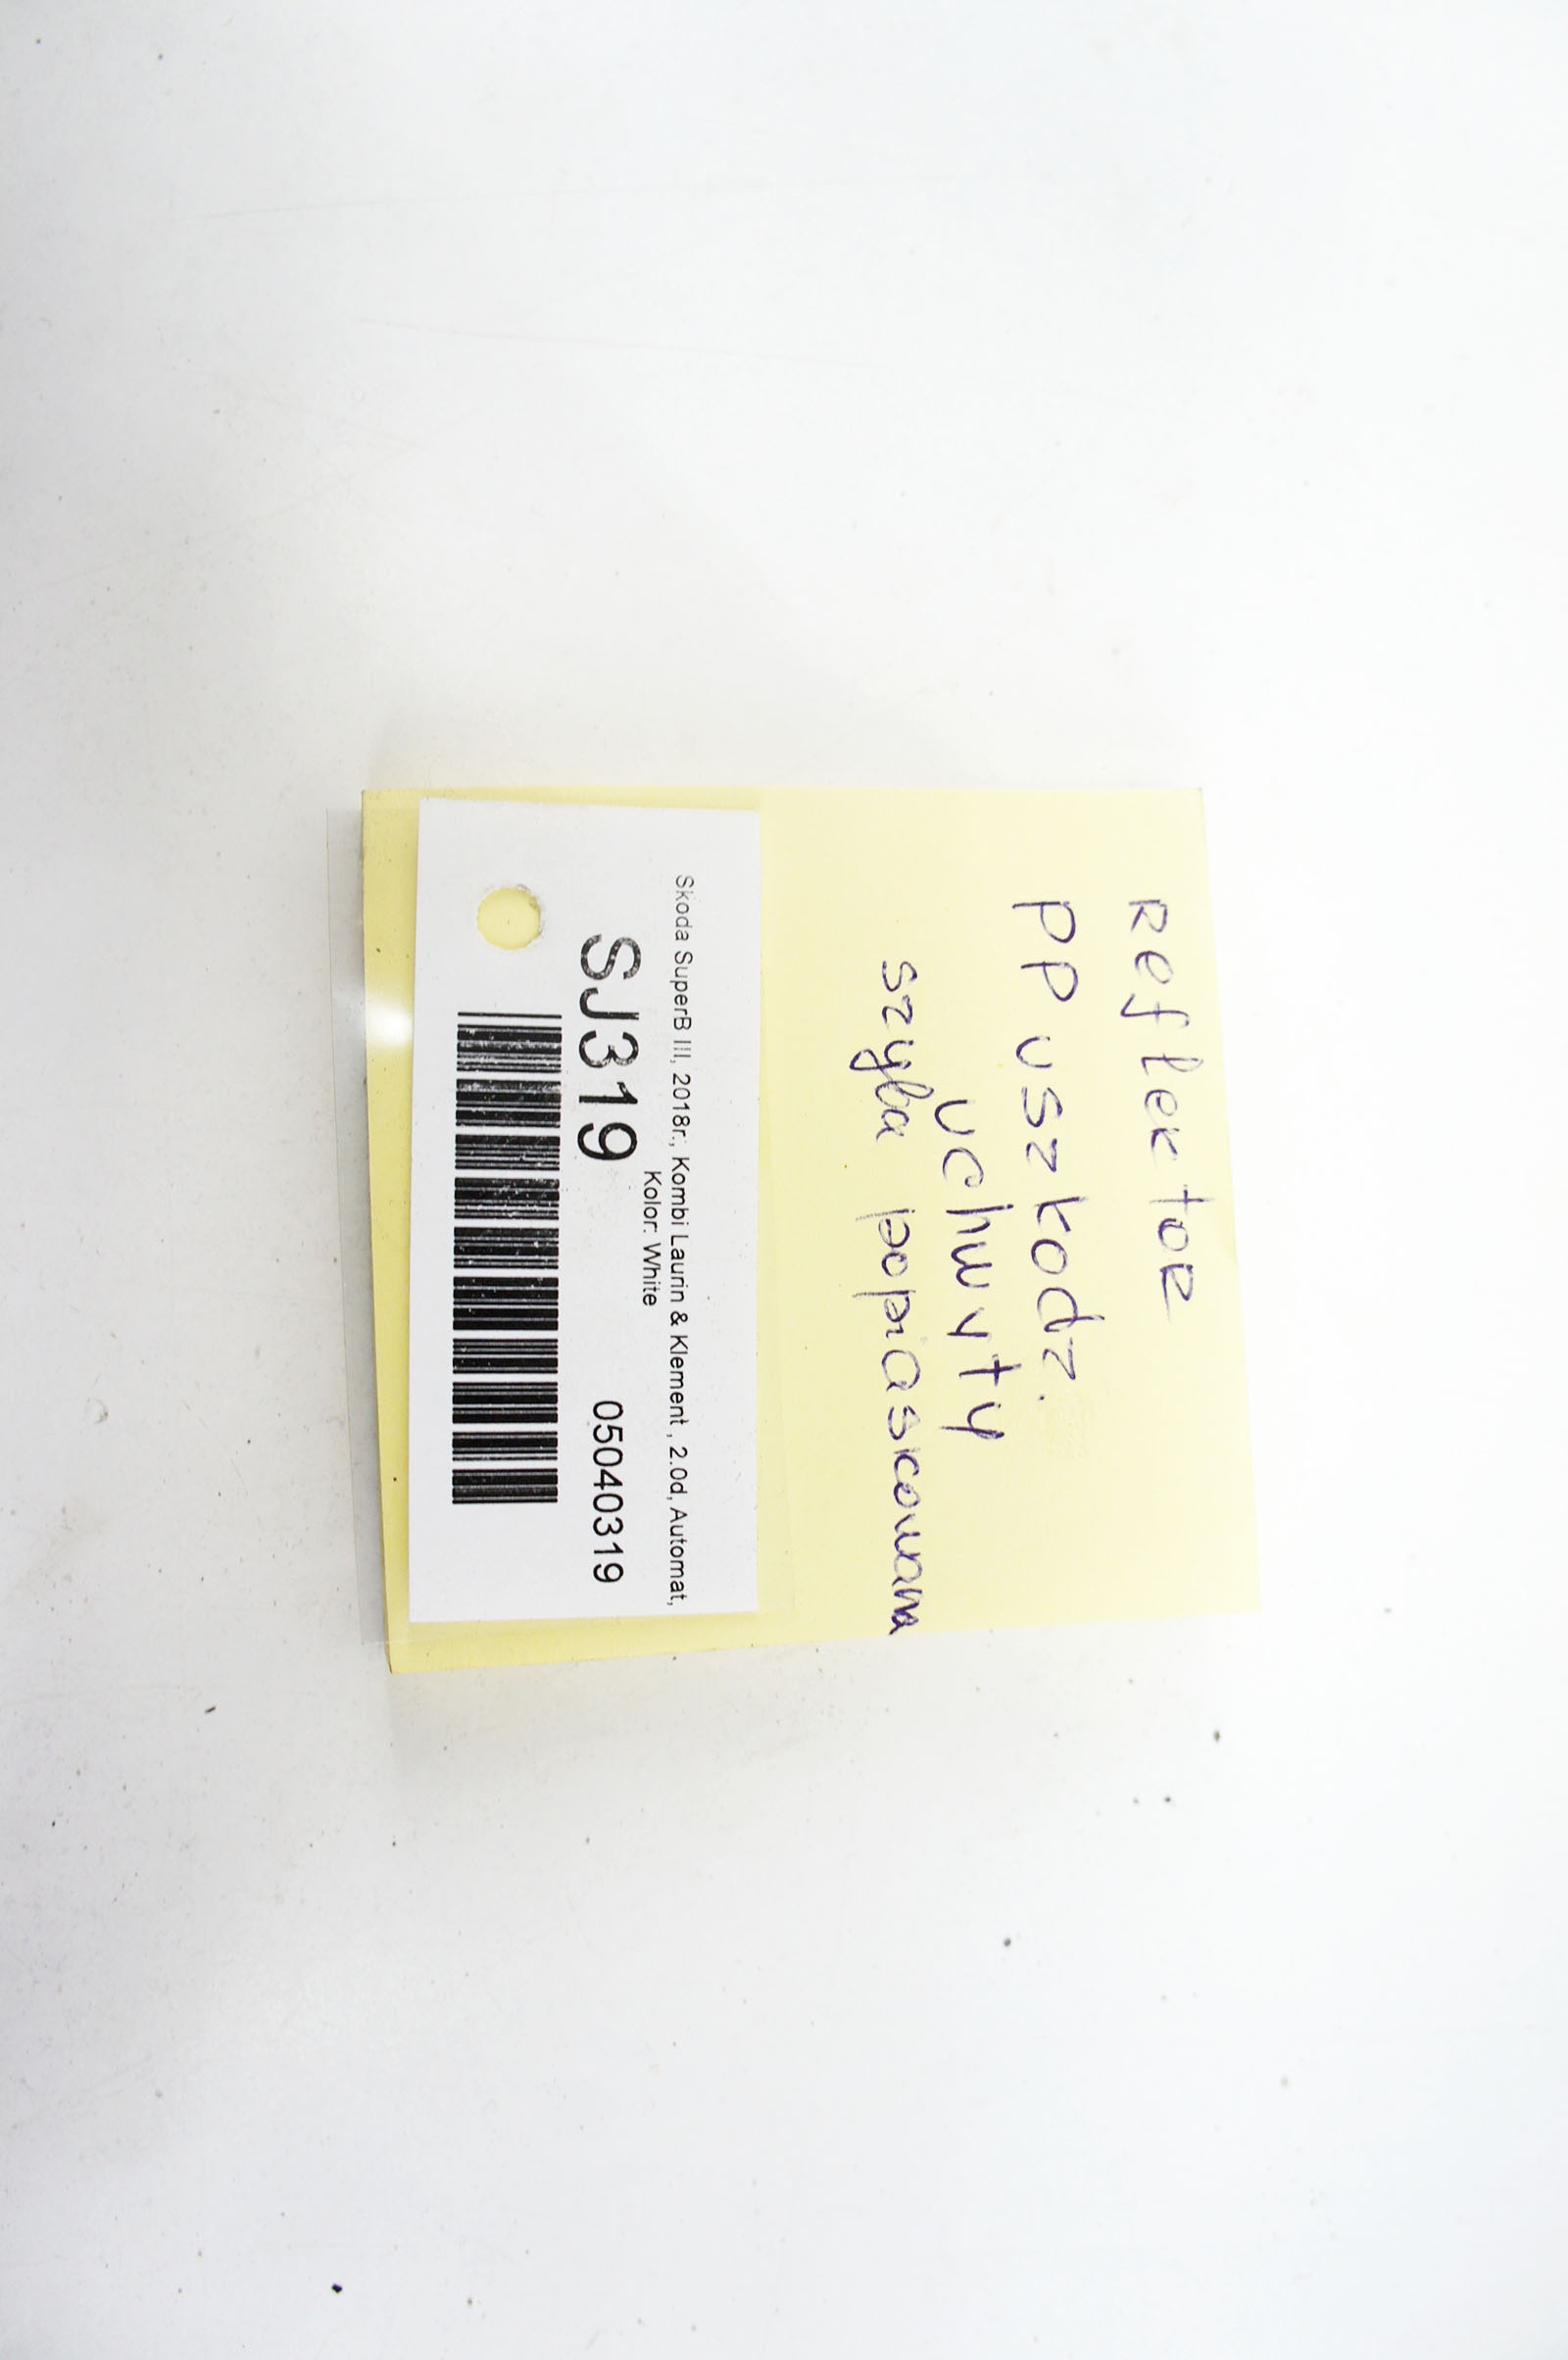 Reflektor
PP uszkodz.
uchwyty
szyba popiaskowana
Skoda SuperB III, 2018r., Kombi Laurin & Klement , 2.0d, Automat,
Kolor: White
SJ319 05040319